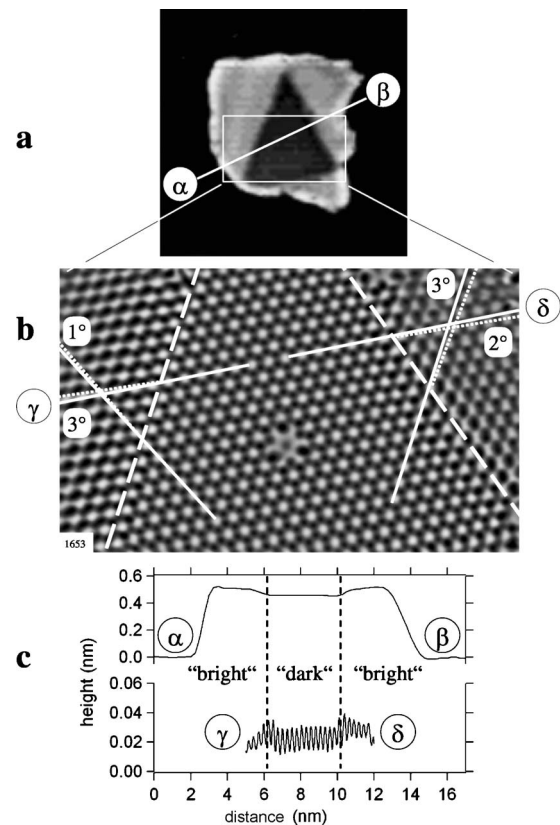 a
β
α
b
3°
δ
1°
2°
γ
3°
1653
c
height (nm)
0.6
0.4
0.2
0.0
α
β
“bright“ “dark“ “bright“
0.06
0.04
0.02
0.00
γ
δ
0 2 4 6 8 10 12 14 16
distance (nm)